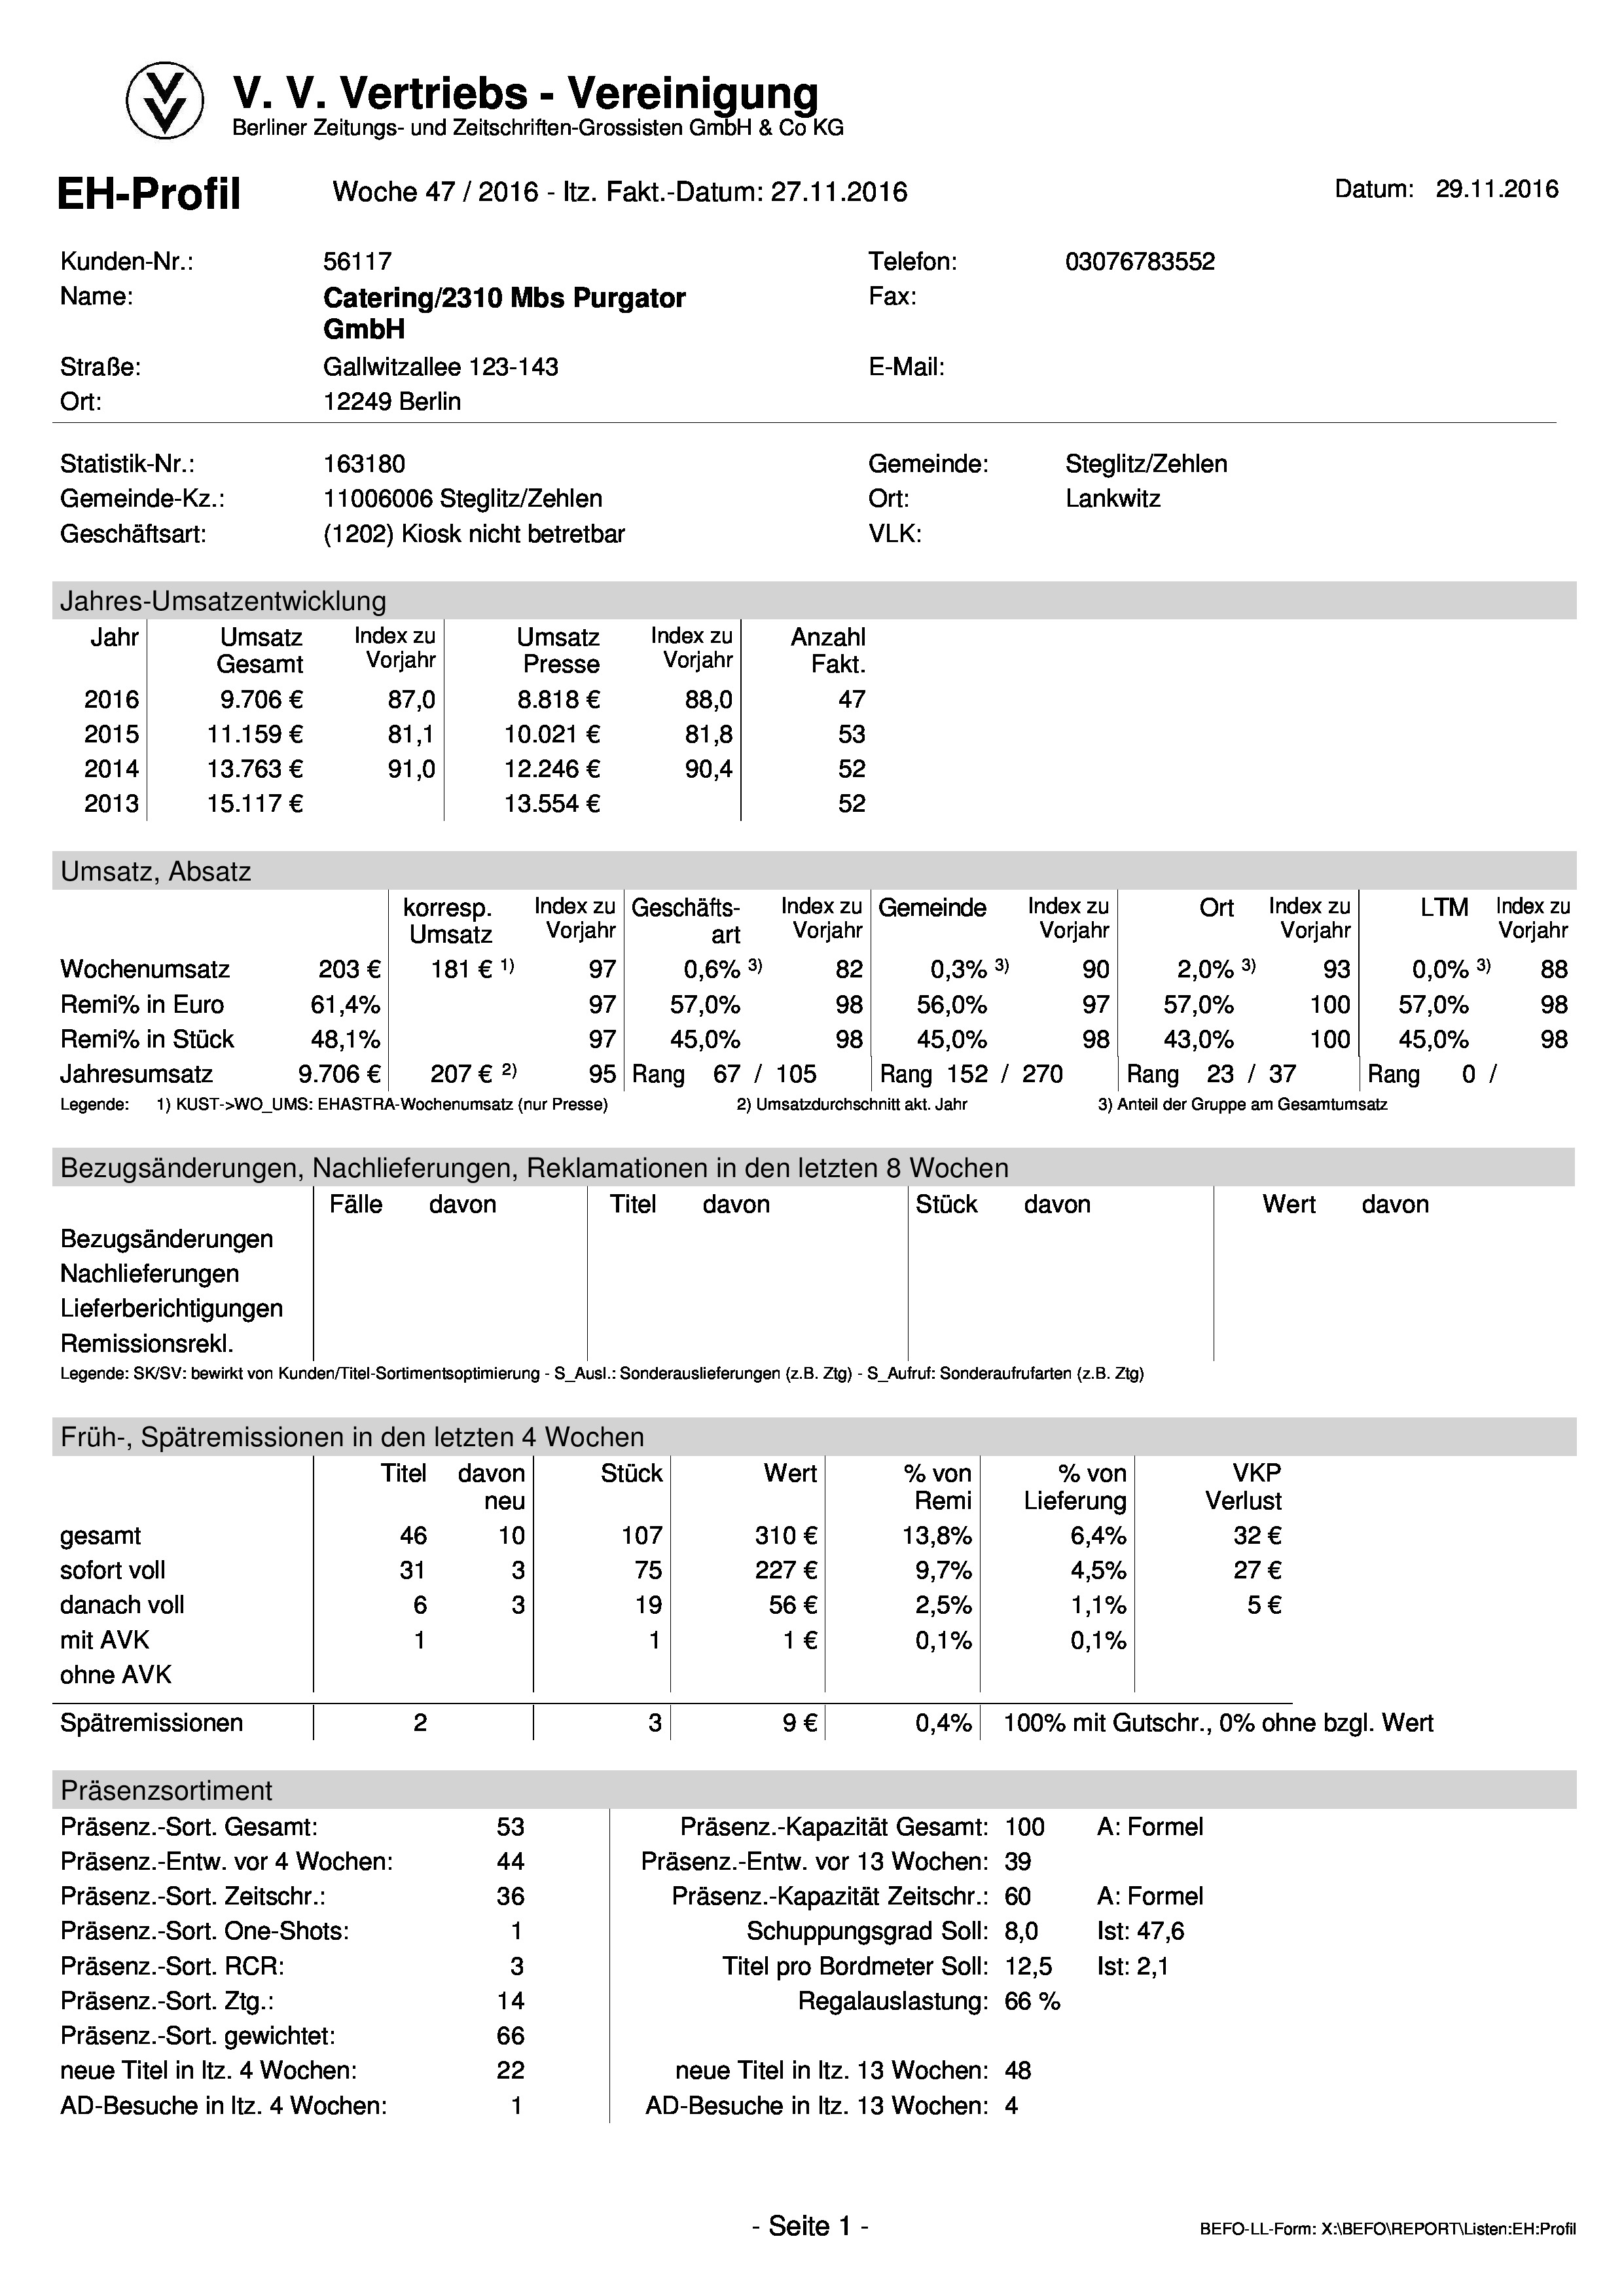 V. V. Vertriebs - Vereinigung
Berliner Zeitungs- und Zeitschriften-Grossisten GmbH & Co KG
EH-Profil Woche 47 / 2016 - ltz. Fakt.-Datum: 27.11.2016 Datum: 29.11.2016
Kunden-Nr.: 56117 Telefon: 03076783552
Name: Catering/2310 Mbs Purgator Fax:
GmbH
Straße: Gallwitzallee 123-143 E-Mail:
Ort: 12249 Berlin
Statistik-Nr.: 163180 Gemeinde: Steglitz/Zehlen
Gemeinde-Kz.: 11006006 Steglitz/Zehlen Ort: Lankwitz
Geschäftsart: (1202) Kiosk nicht betretbar VLK:
Jahres-Umsatzentwicklung
Jahr Umsatz Index zu Umsatz Index zu Anzahl
Gesamt Vorjahr Presse Vorjahr Fakt.
2016 9.706 € 87,0 8.818 € 88,0 47
2015 11.159 € 81,1 10.021 € 81,8 53
2014 13.763 € 91,0 12.246 € 90,4 52
2013 15.117 € 13.554 € 52
Umsatz, Absatz
korresp. Index zu Geschäfts- Index zu Gemeinde Index zu Ort Index zu LTM Index zu
Umsatz Vorjahr art Vorjahr Vorjahr Vorjahr Vorjahr
Wochenumsatz 203 € 181 € 1) 97 0,6% 3) 82 0,3% 3) 90 2,0% 3) 93 0,0% 3) 88
Remi% in Euro 61,4% 97 57,0% 98 56,0% 97 57,0% 100 57,0% 98
Remi% in Stück 48,1% 97 45,0% 98 45,0% 98 43,0% 100 45,0% 98
Jahresumsatz 9.706 € 207 € 2) 95 Rang 67 / 105 Rang 152 / 270 Rang 23 / 37 Rang 0 /
Legende: 1) KUST->WO_UMS: EHASTRA-Wochenumsatz (nur Presse) 2) Umsatzdurchschnitt akt. Jahr 3) Anteil der Gruppe am Gesamtumsatz
Bezugsänderungen, Nachlieferungen, Reklamationen in den letzten 8 Wochen
Fälle davon Titel davon Stück davon Wert davon
Bezugsänderungen
Nachlieferungen
Lieferberichtigungen
Remissionsrekl.
Legende: SK/SV: bewirkt von Kunden/Titel-Sortimentsoptimierung - S_Ausl.: Sonderauslieferungen (z.B. Ztg) - S_Aufruf: Sonderaufrufarten (z.B. Ztg)
Früh-, Spätremissionen in den letzten 4 Wochen
Titel davon Stück Wert % von % von VKP
neu Remi Lieferung Verlust
gesamt 46 10 107 310 € 13,8% 6,4% 32 €
sofort voll 31 3 75 227 € 9,7% 4,5% 27 €
danach voll 6 3 19 56 € 2,5% 1,1% 5 €
mit AVK 1 1 1 € 0,1% 0,1%
ohne AVK
Spätremissionen 2 3 9 € 0,4% 100% mit Gutschr., 0% ohne bzgl. Wert
Präsenzsortiment
Präsenz.-Sort. Gesamt: 53 Präsenz.-Kapazität Gesamt: 100 A: Formel
Präsenz.-Entw. vor 4 Wochen: 44 Präsenz.-Entw. vor 13 Wochen: 39
Präsenz.-Sort. Zeitschr.: 36 Präsenz.-Kapazität Zeitschr.: 60 A: Formel
Präsenz.-Sort. One-Shots: 1 Schuppungsgrad Soll: 8,0 Ist: 47,6
Präsenz.-Sort. RCR: 3 Titel pro Bordmeter Soll: 12,5 Ist: 2,1
Präsenz.-Sort. Ztg.: 14 Regalauslastung: 66 %
Präsenz.-Sort. gewichtet: 66
neue Titel in ltz. 4 Wochen: 22 neue Titel in ltz. 13 Wochen: 48
AD-Besuche in ltz. 4 Wochen: 1 AD-Besuche in ltz. 13 Wochen: 4
- Seite 1 - BEFO-LL-Form: X:\BEFO\REPORT\Listen:EH:Profil